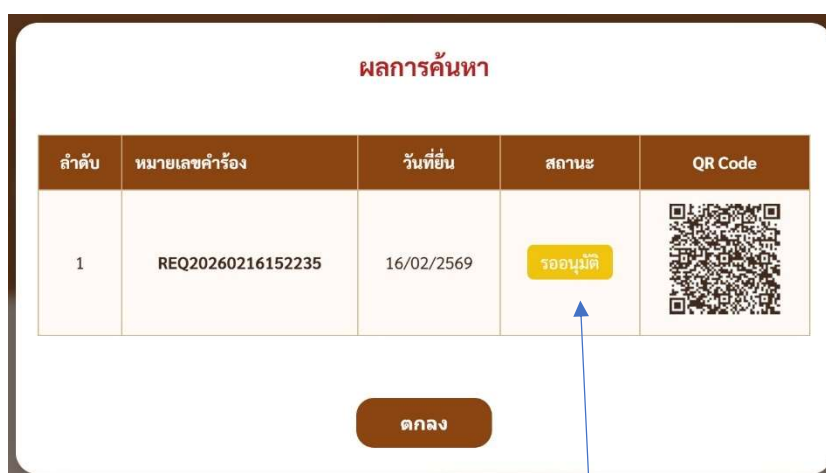 ผลการค้นหา
ลำดับ หมายเลขคำร้อง วันที่ยื่น สถานะ QR Code
1 REQ20260216152235 16/02/2569 รออนุมัติ
ตกลง